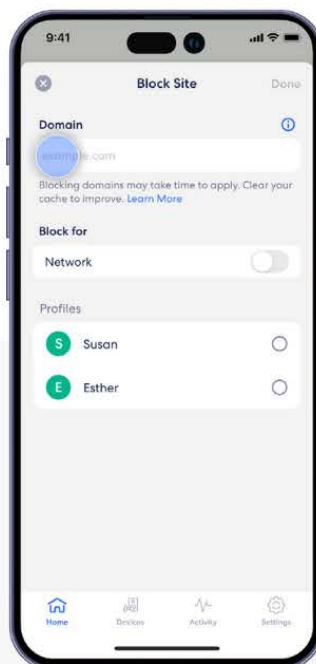 9:41
Block Site
Done
Domain
example.com
Blocking domains may take time to apply. Clear your
cache to improve. Learn More
Block for
Network
Profiles
S Susan
E Esther
Home Devices Activity Settings